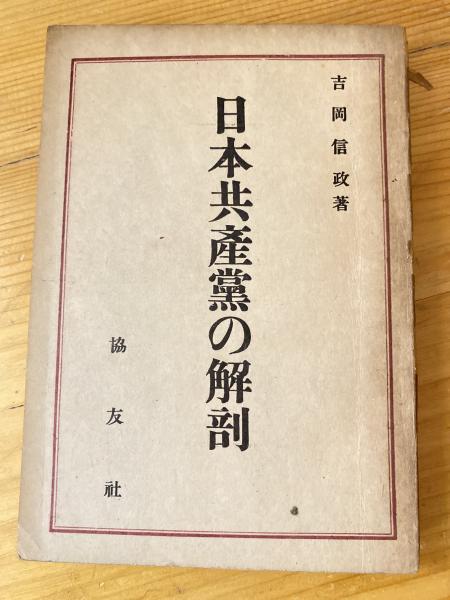 吉岡信政著
日本共產黨の解剖
協友社